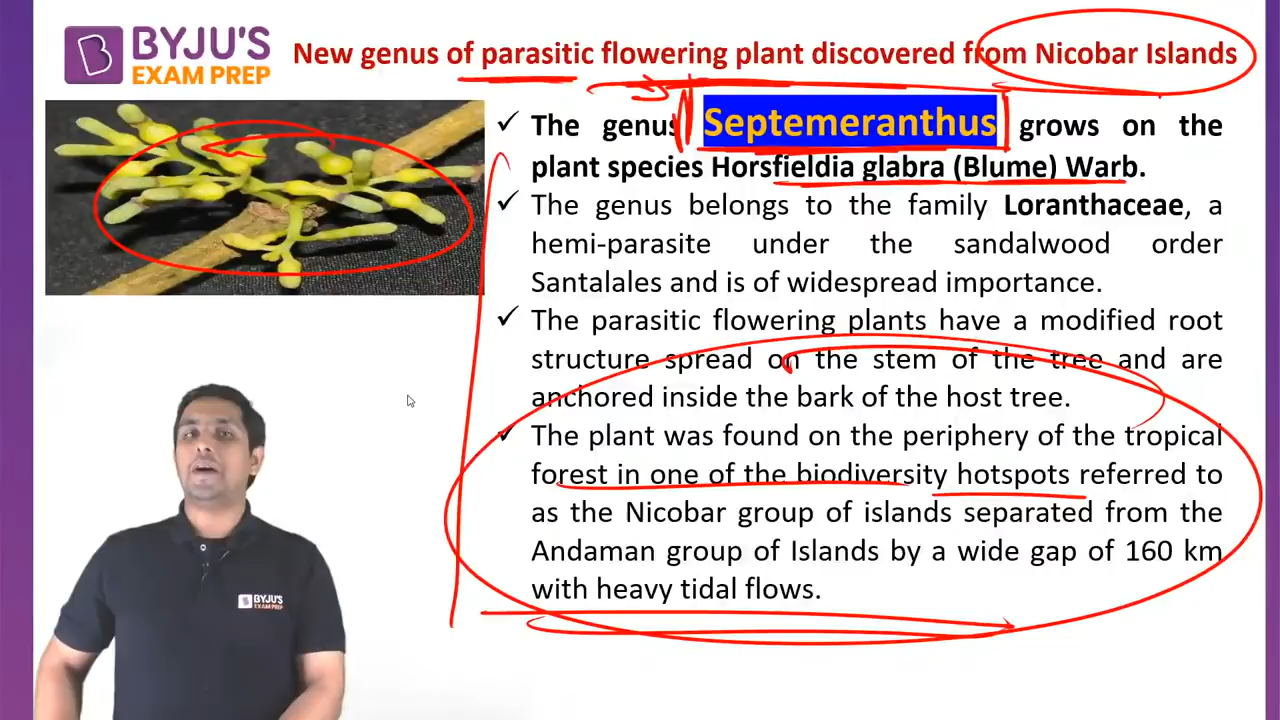 BYJU'S
EXAM PREP
New genus of parasitic flowering plant discovered from Nicobar Islands
✓ The genus Septemeranthus grows on the
plant species Horsfieldia glabra (Blume) Warb.
✓ The genus belongs to the family Loranthaceae, a
hemi-parasite under the sandalwood order
Santalales and is of widespread importance.
✓ The parasitic flowering plants have a modified root
structure spread on the stem of the tree and are
anchored inside the bark of the host tree.
✓ The plant was found on the periphery of the tropical
forest in one of the biodiversity hotspots referred to
as the Nicobar group of islands separated from the
Andaman group of Islands by a wide gap of 160 km
with heavy tidal flows.
BYJU'S
EXAM PREP